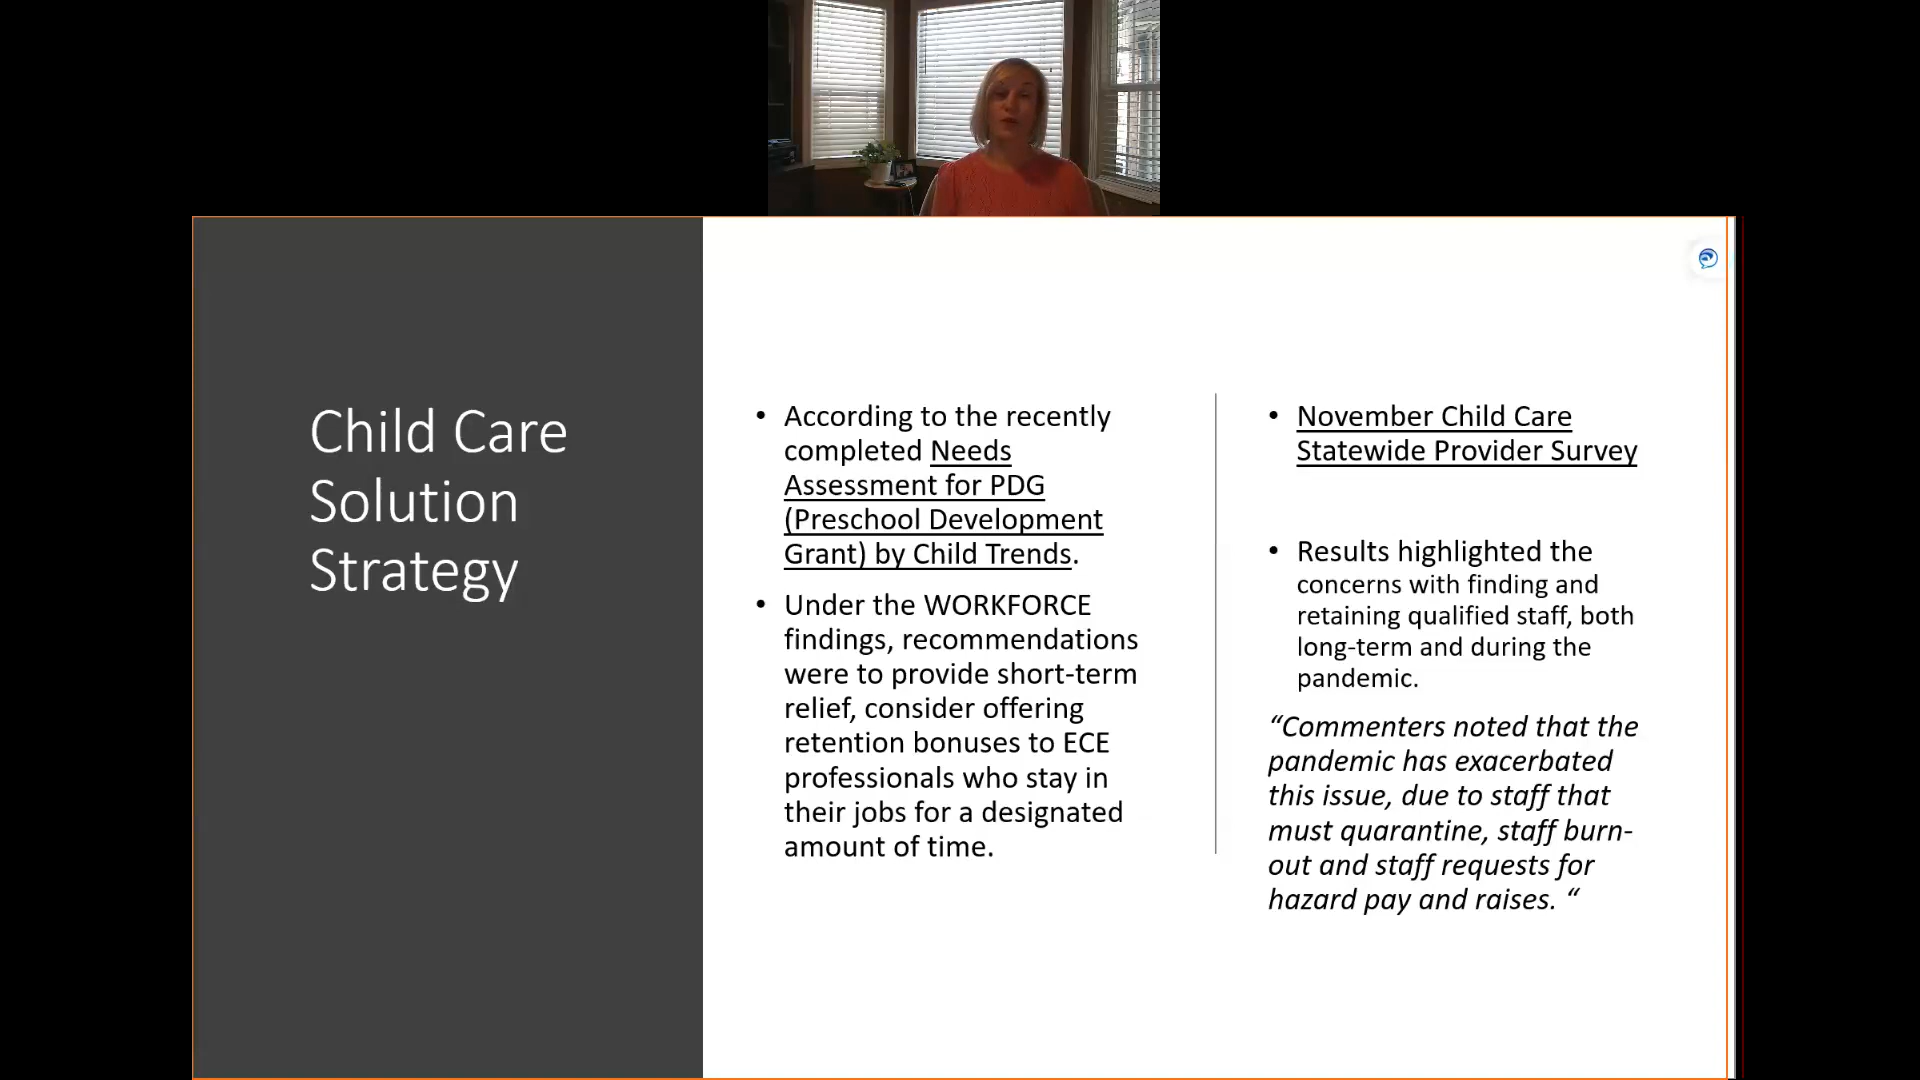 Child Care
Solution
Strategy
• According to the recently
completed Needs
Assessment for PDG
(Preschool Development
Grant) by Child Trends.
• Under the WORKFORCE
findings, recommendations
were to provide short-term
relief, consider offering
retention bonuses to ECE
professionals who stay in
their jobs for a designated
amount of time.
• November Child Care
Statewide Provider Survey
• Results highlighted the
concerns with finding and
retaining qualified staff, both
long-term and during the
pandemic.
“Commenters noted that the
pandemic has exacerbated
this issue, due to staff that
must quarantine, staff burn-
out and staff requests for
hazard pay and raises. “